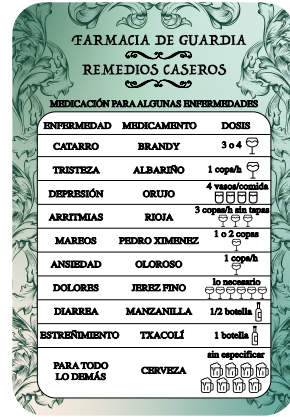 FARMACIA DE GUARDIA
REMEDIOS CASEROS
MEDICACIÓN PARA ALGUNAS ENFERMEDADES
ENFERMEDAD MEDICAMENTO DOSIS
CATARRO BRANDY 3 o 4
TRISTEZA ALBARIÑO 1 copa/h
DEPRESIÓN ORUJO 4 vasos/comida
ARRITMIAS RIOJA 3 copas/h sin tapas
MAREOS PEDRO XIMENEZ 1 o 2 copas
ANSIEDAD OLOROSO 1 copa/h
DOLORES JEREZ FINO lo necesario
DIARREA MANZANILLA 1/2 botella
ESTREÑIMIENTO TXACOLÍ 1 botella
PARA TODO
LO DEMÁS CERVEZA sin especificar